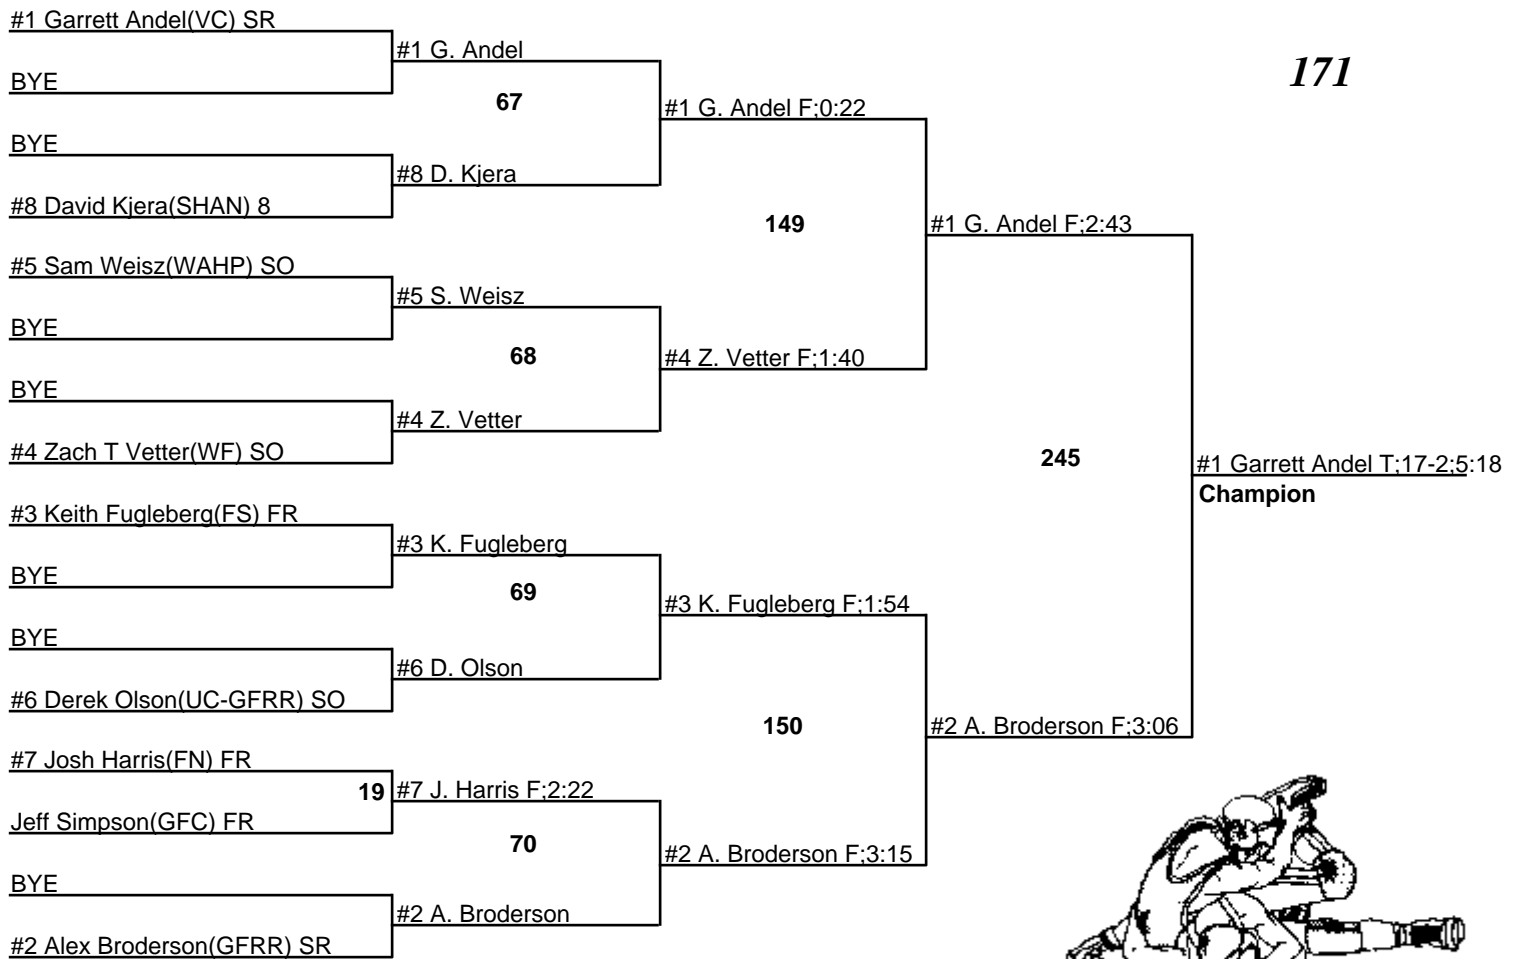 #1 Garrett Andel(VC) SR
#1 G. Andel
BYE
67
#1 G. Andel F;0:22
171
BYE
#8 D. Kjera
#8 David Kjera(SHAN) 8
149
#1 G. Andel F;2:43
#5 Sam Weisz(WAHP) SO
#5 S. Weisz
BYE
68
#4 Z. Vetter F;1:40
BYE
#4 Z. Vetter
#4 Zach T Vetter(WF) SO
245
#1 Garrett Andel T;17-2;5:18
Champion
#3 Keith Fugleberg(FS) FR
#3 K. Fugleberg
BYE
69
#3 K. Fugleberg F;1:54
BYE
#6 D. Olson
#6 Derek Olson(UC-GFRR) SO
150
#2 A. Broderson F;3:06
#7 Josh Harris(FN) FR
19
#7 J. Harris F;2:22
Jeff Simpson(GFC) FR
70
#2 A. Broderson F;3:15
BYE
#2 A. Broderson
#2 Alex Broderson(GFRR) SR